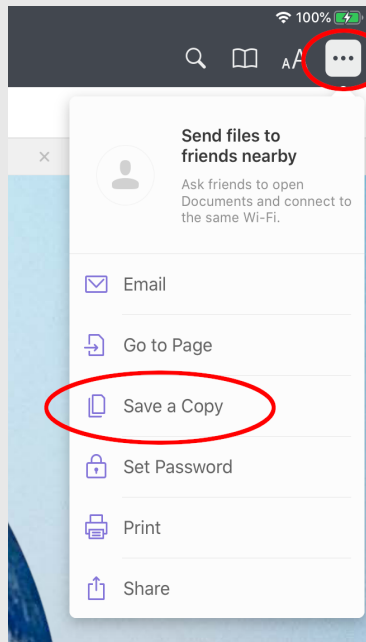 100%
AA
Send files to
friends nearby
Ask friends to open
Documents and connect to
the same Wi-Fi.
Email
Go to Page
Save a Copy
Set Password
Print
Share